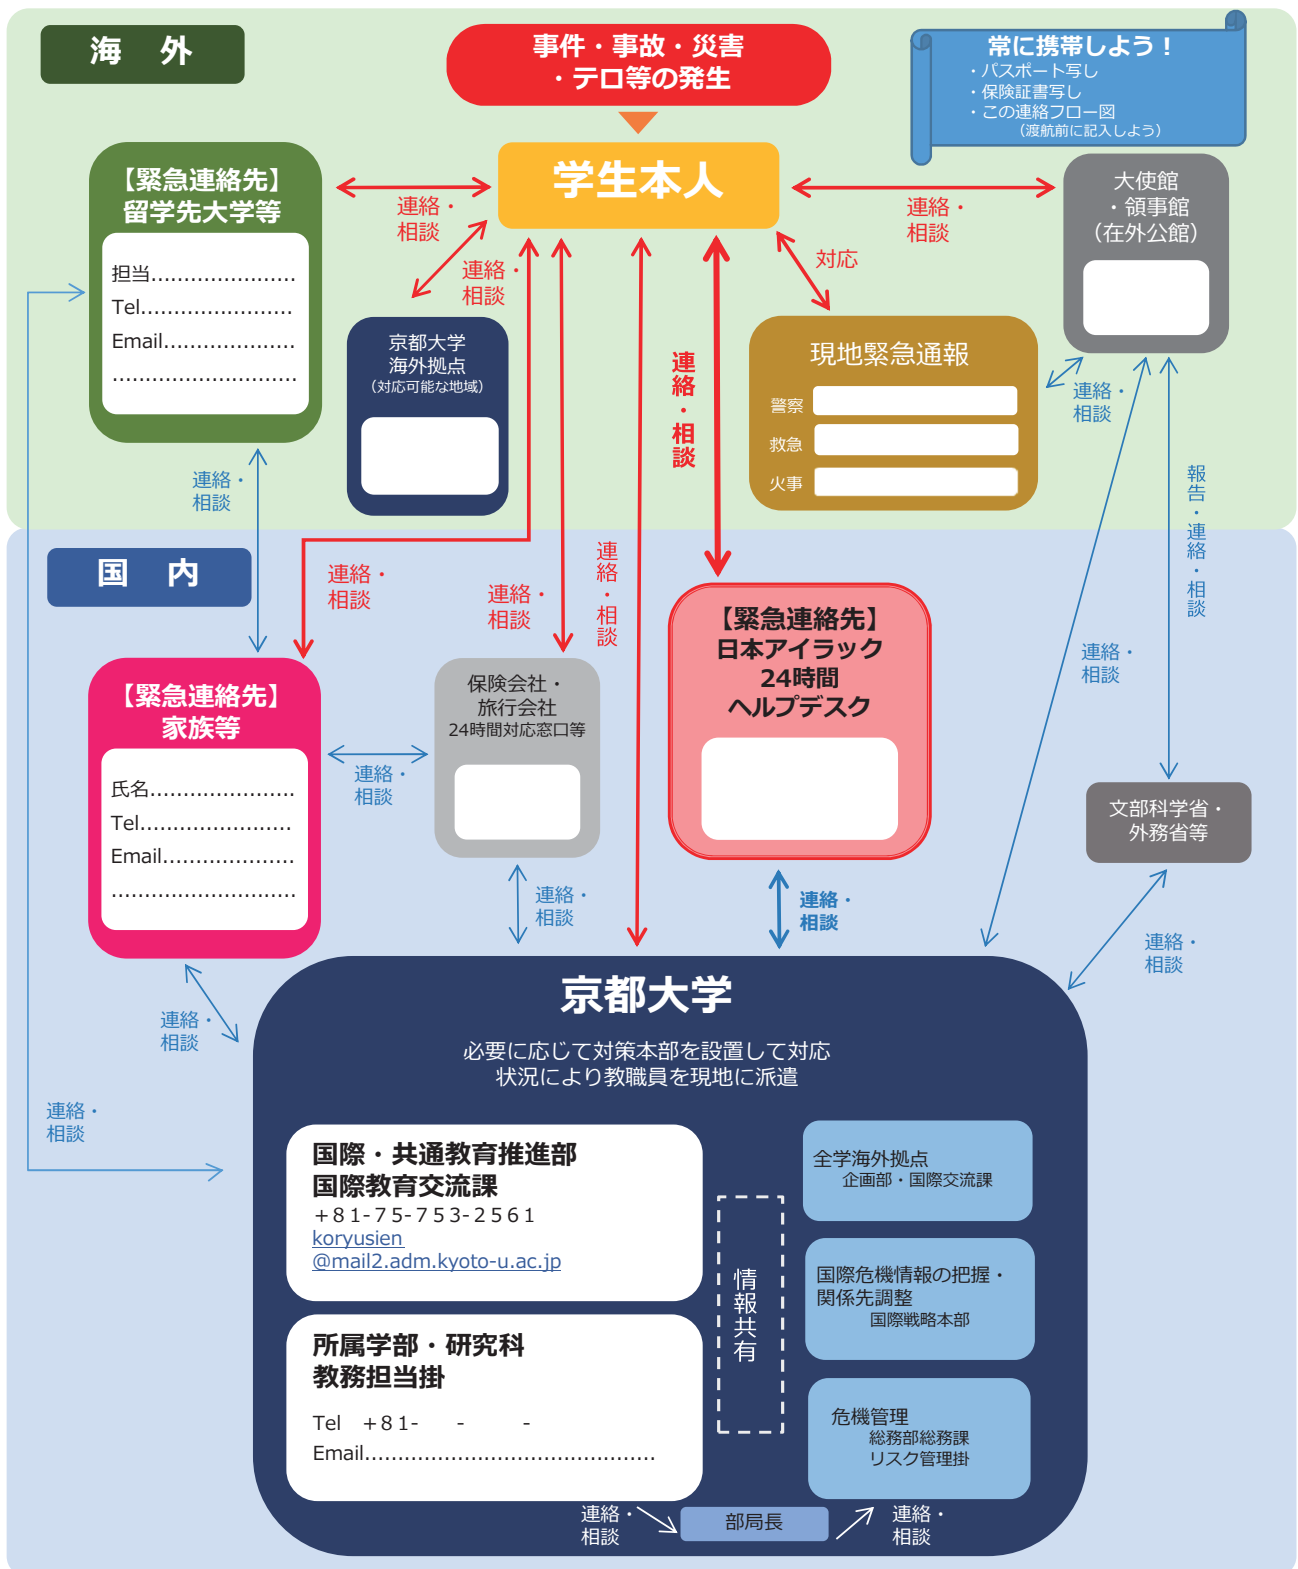 海 外
事件・事故・災害
・テロ等の発生
常に携帯しよう！
・パスポート写し
・保険証書写し
・この連絡フロー図
（渡航前に記入しよう）
【緊急連絡先】
留学先大学等
担当......................
Tel.......................
Email....................
............................
学生本人
大使館
・領事館
（在外公館）
連絡・
相談
連絡・
相談
連絡・
相談
対応
京都大学
海外拠点
（対応可能な地域）
連絡・相談
現地緊急通報
警察
救急
火事
連絡・
相談
連絡・
相談
報告・連絡・相談
国 内
連絡・
相談
連絡・
相談
連絡・相談
【緊急連絡先】
日本アイラック
24時間
ヘルプデスク
連絡・
相談
【緊急連絡先】
家族等
氏名......................
Tel.......................
Email....................
............................
保険会社・
旅行会社
24時間対応窓口等
連絡・
相談
文部科学省・
外務省等
連絡・
相談
連絡・
相談
連絡・
相談
連絡・
相談
連絡・
相談
京都大学
必要に応じて対策本部を設置して対応
状況により教職員を現地に派遣
国際・共通教育推進部
国際教育交流課
＋８１-７５-７５３-２５６１
koryusien
@mail2.adm.kyoto-u.ac.jp
所属学部・研究科
教務担当掛
Tel ＋８１-　　-　　　-
Email............................................
情報共有
全学海外拠点
企画部・国際交流課
国際危機情報の把握・
関係先調整
国際戦略本部
危機管理
総務部総務課
リスク管理掛
連絡・
相談
部局長
連絡・
相談